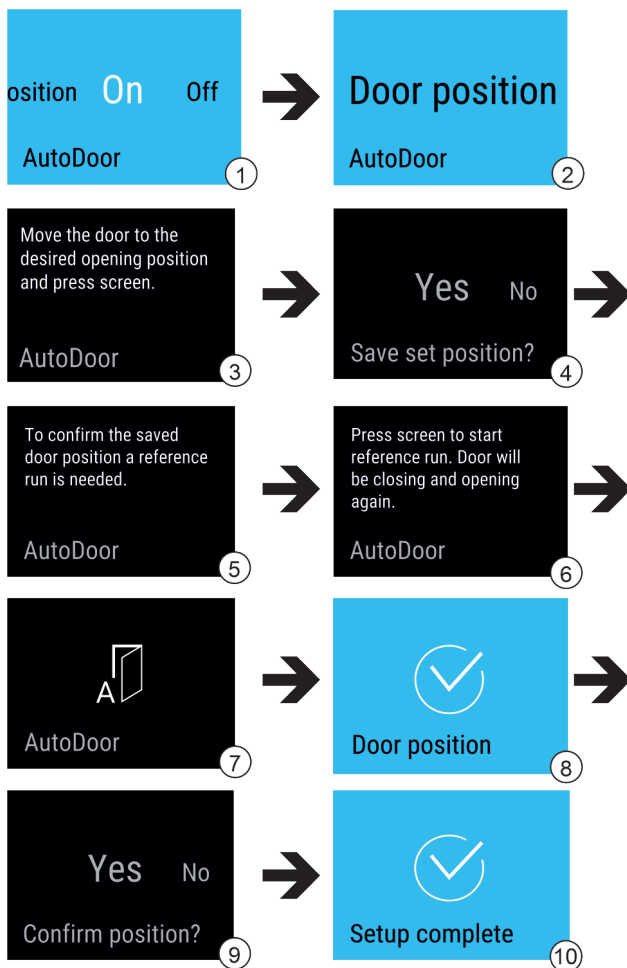 osition On Off
AutoDoor
1
Door position
AutoDoor
2
Move the door to the
desired opening position
and press screen.
AutoDoor
3
Yes No
Save set position?
4
To confirm the saved
door position a reference
run is needed.
AutoDoor
5
Press screen to start
reference run. Door will
be closing and opening
again.
AutoDoor
6
A
AutoDoor
7
Door position
8
Yes No
Confirm position?
9
Setup complete
10